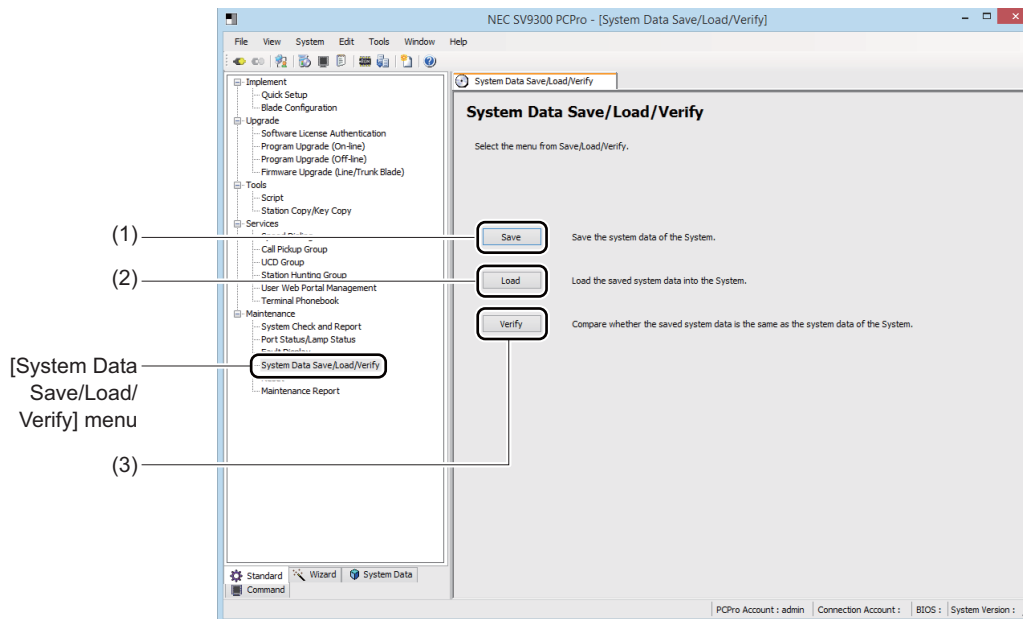 NEC SV9300 PCPro - [System Data Save/Load/Verify]
File View System Edit Tools Window Help
Implement
Quick Setup
Blade Configuration
Upgrade
Software License Authentication
Program Upgrade (On-line)
Program Upgrade (Off-line)
Firmware Upgrade (Line/Trunk Blade)
Tools
Script
Station Copy/Key Copy
Services
Call Pickup Group
UCD Group
Station Hunting Group
User Web Portal Management
Terminal Phonebook
Maintenance
System Check and Report
Port Status/Lamp Status
System Data Save/Load/Verify
Maintenance Report
Standard Wizard System Data
Command
System Data Save/Load/Verify
System Data Save/Load/Verify
Select the menu from Save/Load/Verify.
Save Save the system data of the System.
Load Load the saved system data into the System.
Verify Compare whether the saved system data is the same as the system data of the System.
PCPro Account : admin Connection Account : BIOS : System Version :
(1)
(2)
[System Data
Save/Load/
Verify] menu
(3)